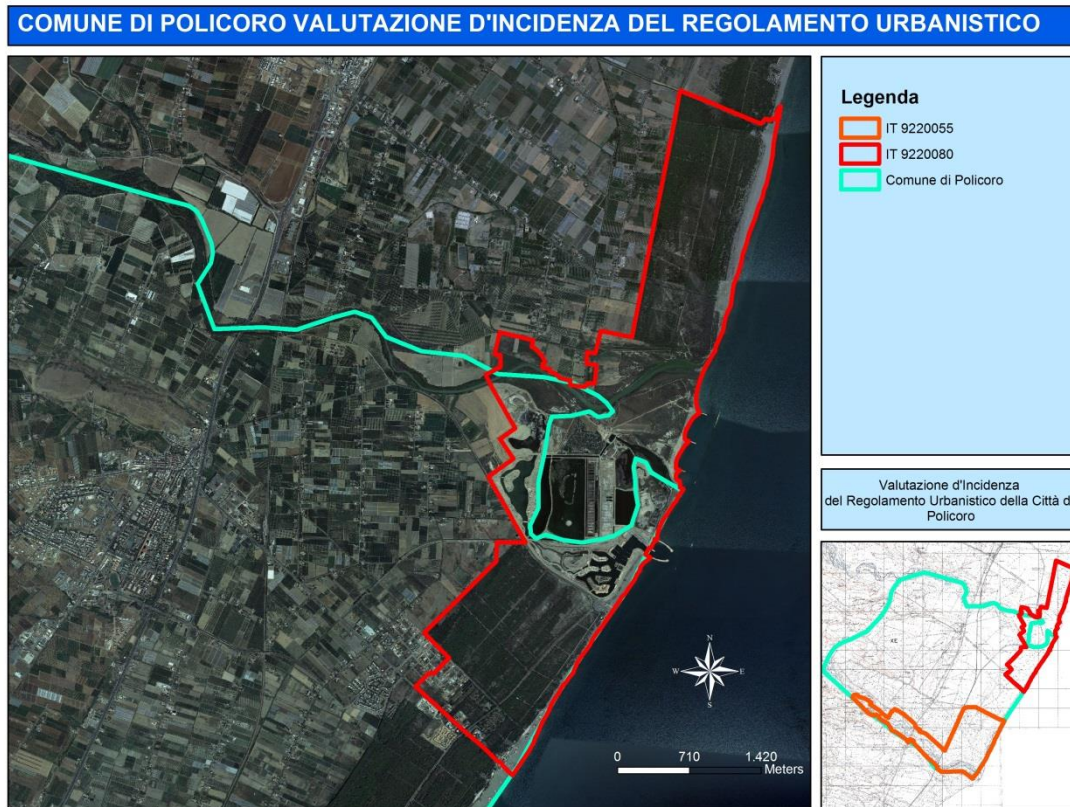 COMUNE DI POLICORO VALUTAZIONE D'INCIDENZA DEL REGOLAMENTO URBANISTICO
Legenda
IT 9220055
IT 9220080
Comune di Policoro
Valutazione d'Incidenza
del Regolamento Urbanistico della Città d
Policoro
N
W
E
S
0
710
1.420
Meters